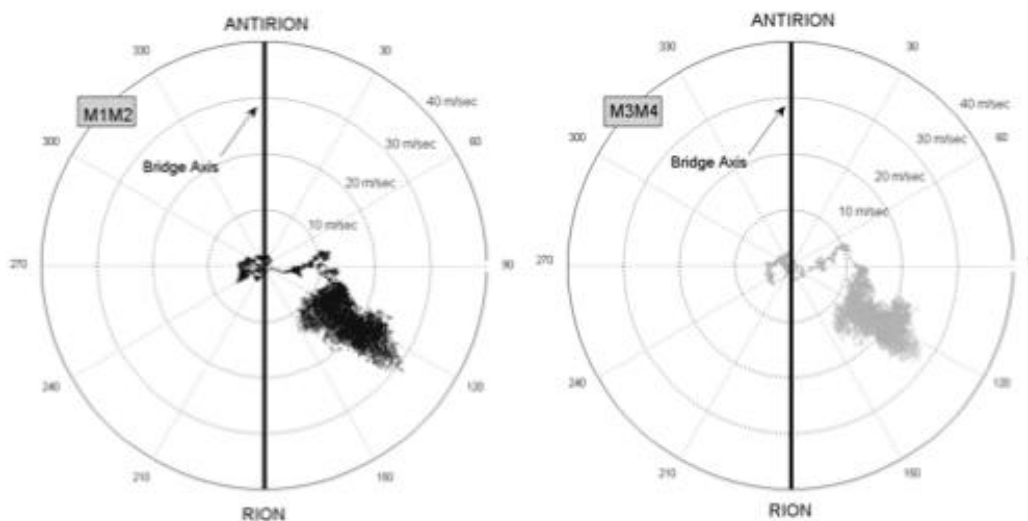 ANTIRION
330
30
M1M2
40 m/sec
300
60
30 m/sec
Bridge Axis
20 m/sec
10 m/sec
270
90
240
120
210
150
RION
ANTIRION
330
30
M3M4
40 m/sec
300
60
30 m/sec
Bridge Axis
20 m/sec
10 m/sec
270
240
120
210
150
RION